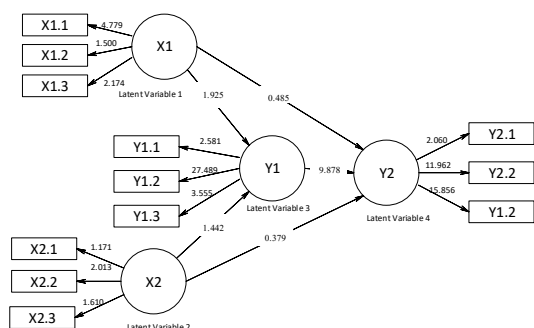 X1.1
4.779
X1
X1.2
1.500
X1.3
2.174
Latent Variable 1
1.925
0.485
Y1.1
2.581
Y1.2
27.489
Y1.3
3.555
Y1
Latent Variable 3
9.878
Y2
Latent Variable 4
2.060
Y2.1
11.962
Y2.2
15.856
Y1.2
1.442
0.379
X2.1
1.171
X2.2
2.013
X2.3
1.610
X2
Latent Variable 2